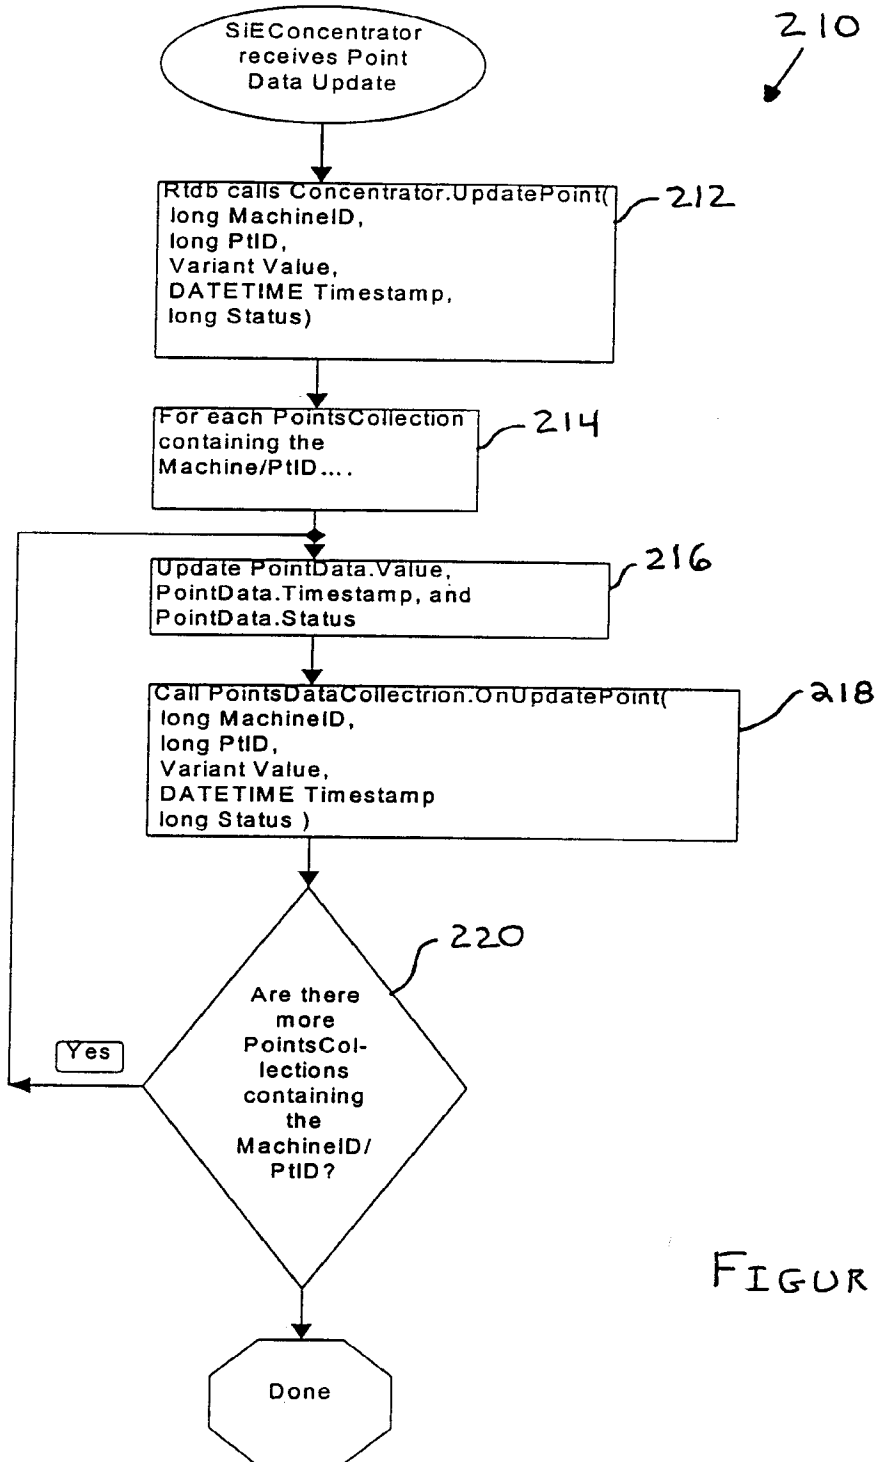 SiEConcentrator
receives Point
Data Update
210
Rtdb calls Concentrator.UpdatePoint(
long MachineID,
long PtID,
Variant Value,
DATETIME Timestamp,
long Status)
212
For each PointsCollection
containing the
Machine/PtID....
214
Update PointData.Value,
PointData.Timestamp, and
PointData.Status
216
Call PointsDataCollectrion.OnUpdatePoint(
long MachineID,
long PtID,
Variant Value,
DATETIME Timestamp
long Status )
218
220
Are there
more
PointsCol-
lections
containing
the
MachineID/
PtID?
Yes
FIGUR
Done